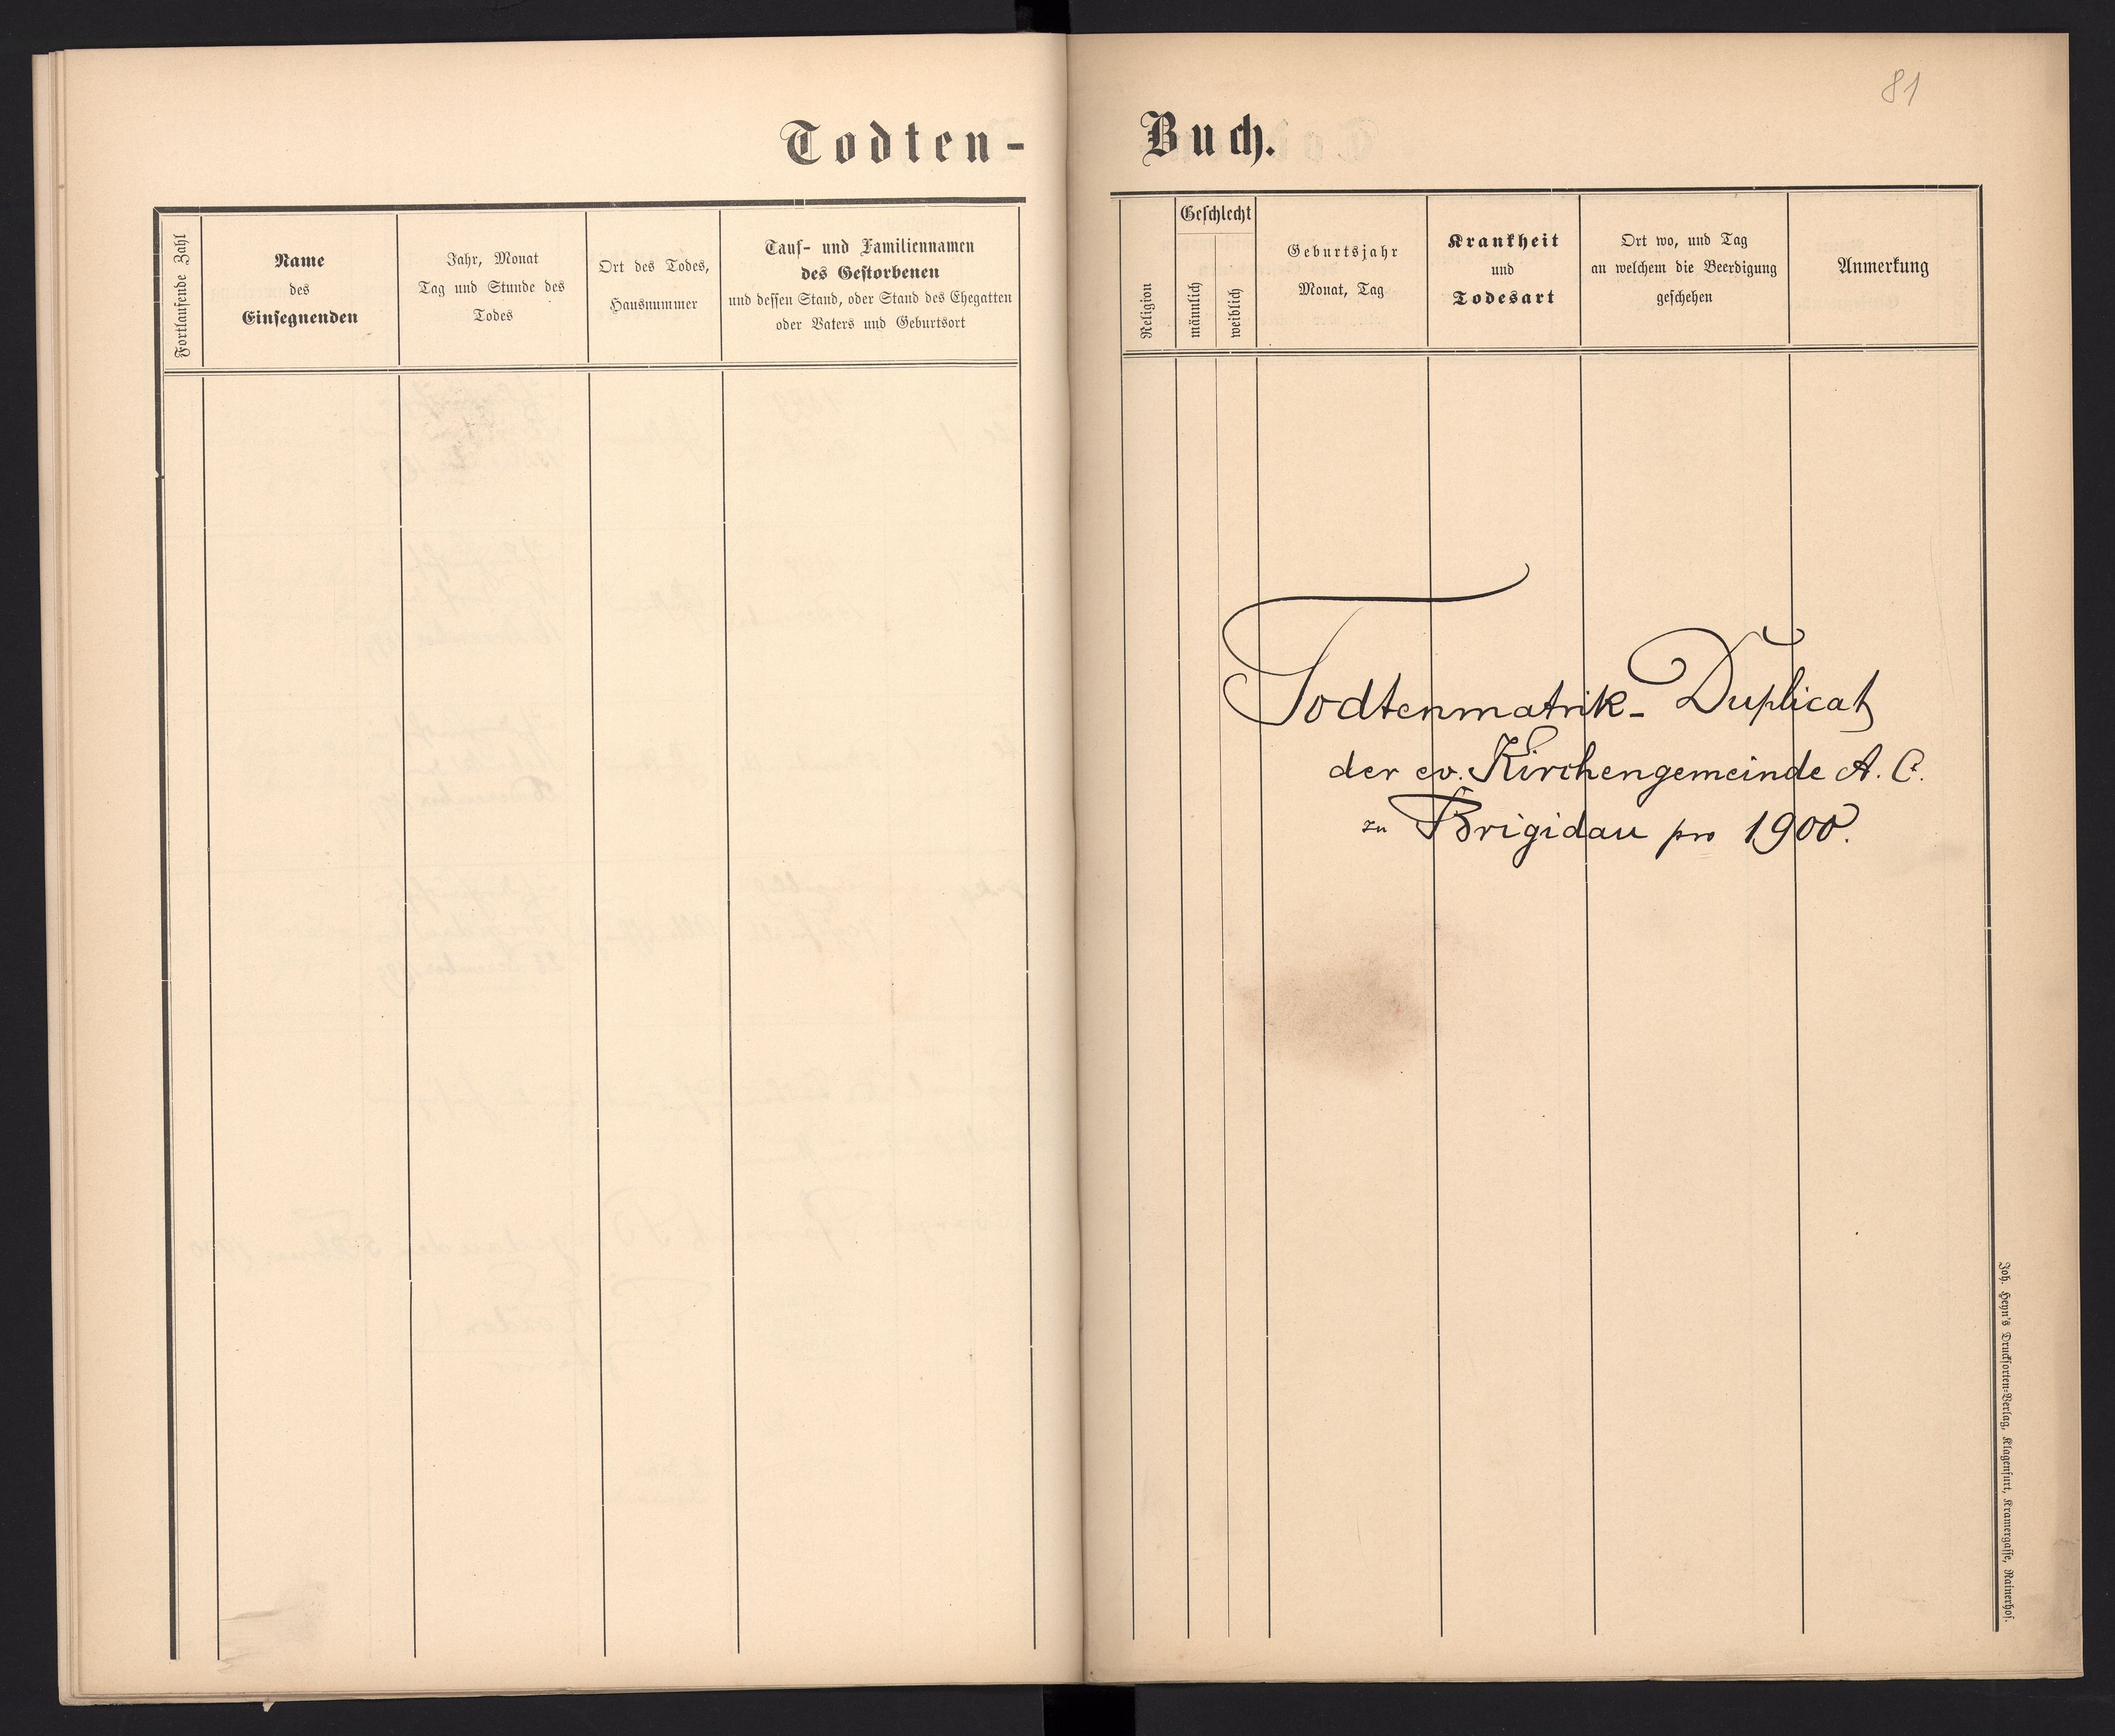 Todten-
Fortlaufende Zahl
Name
des
Einsegnenden
Jahr, Monat
Tag und Stunde des
Todes
Ort des Todes,
Hausnummer
Tauf- und Familiennamen
des Gestorbenen
und dessen Stand, oder Stand des Ehegatten
oder Vaters und Geburtsort
81
Buch.
Religion
Geschlecht
männlich
weiblich
Geburtsjahr
Monat, Tag
Krankheit
und
Todesart
Ort wo, und Tag
an welchem die Beerdigung
geschehen
Anmerkung
Todtenmatrik-Duplicat
der ev. Kirchengemeinde A. C.
zu Brigidau pro 1900.
Joh. Heyn's Drucksorten-Verlag, Klagenfurt, Kramergasse, Rainerhof.